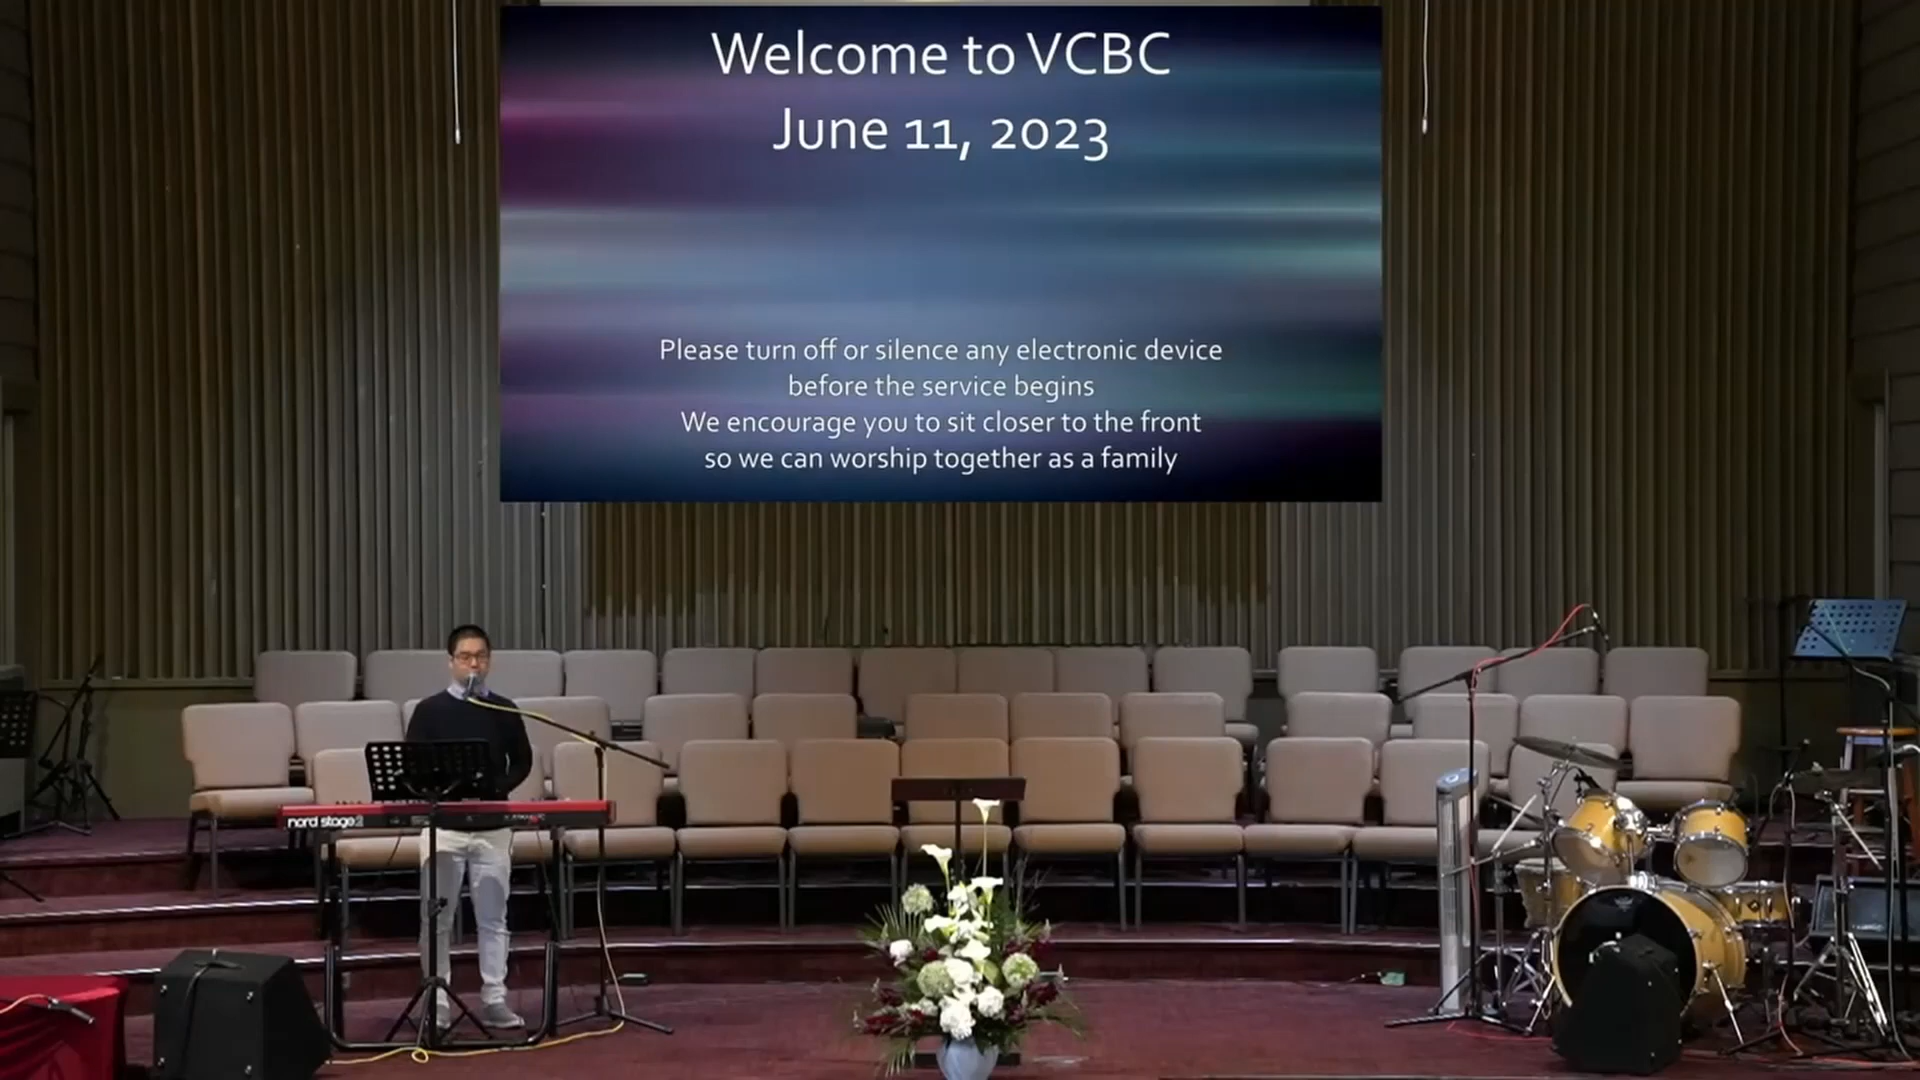 Welcome to VCBC
June 11, 2023
Please turn off or silence any electronic device
before the service begins
We encourage you to sit closer to the front
so we can worship together as a family
nord stage 2